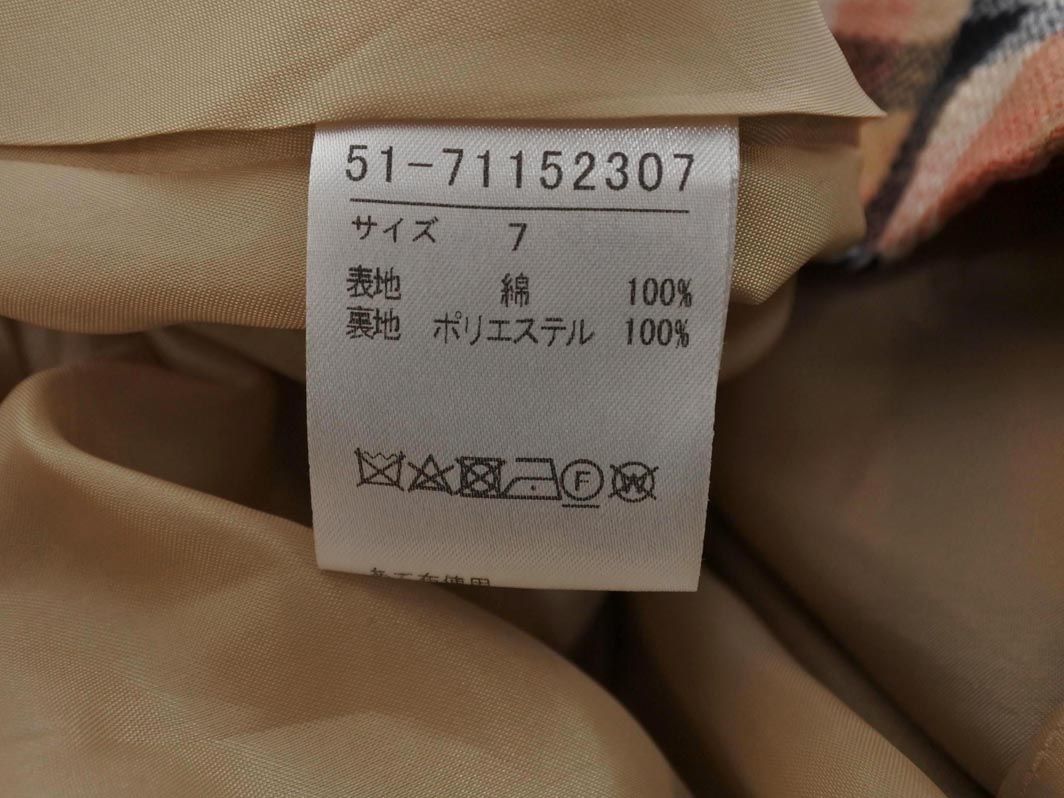 51-71152307
サイズ 7
表地 綿 100%
裏地 ポリエステル 100%
F W